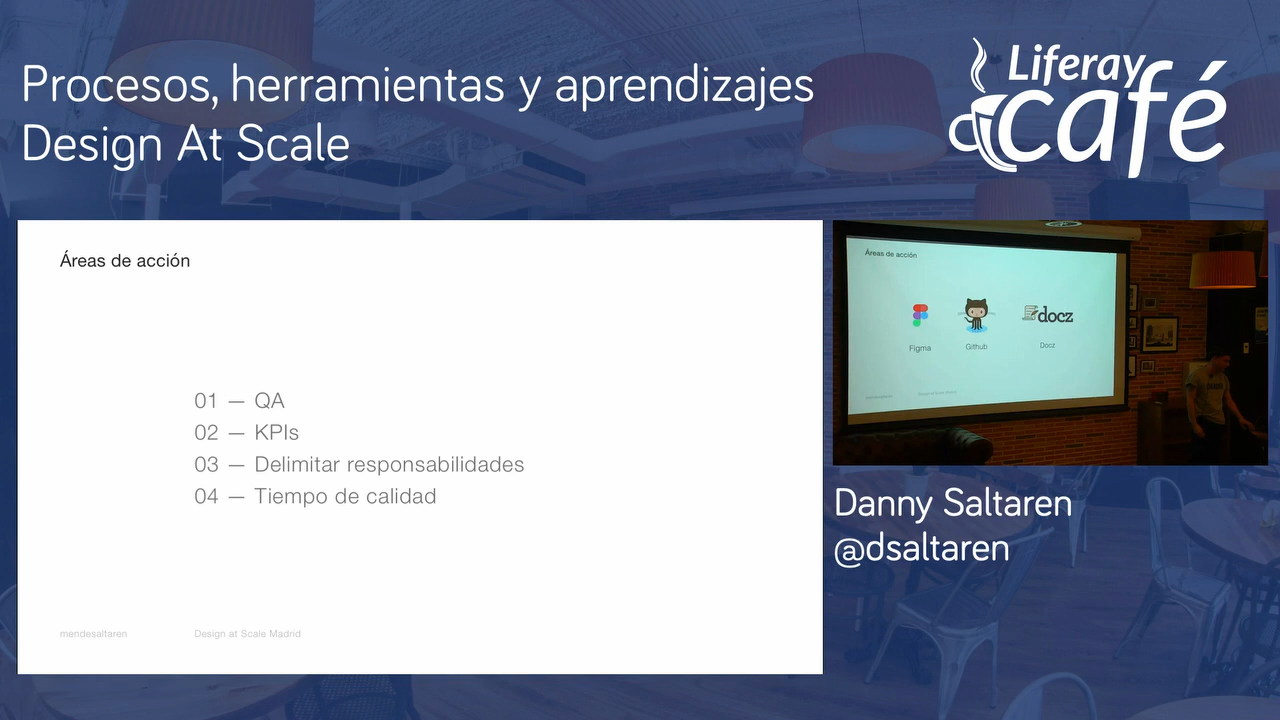 Procesos, herramientas y aprendizajes
Design At Scale
Liferay
café
Áreas de acción
01 — QA
02 — KPIs
03 — Delimitar responsabilidades
04 — Tiempo de calidad
mendesaltaren
Design at Scale Madrid
Áreas de acción
docz
Figma
Github
Docz
Danny Saltaren
@dsaltaren